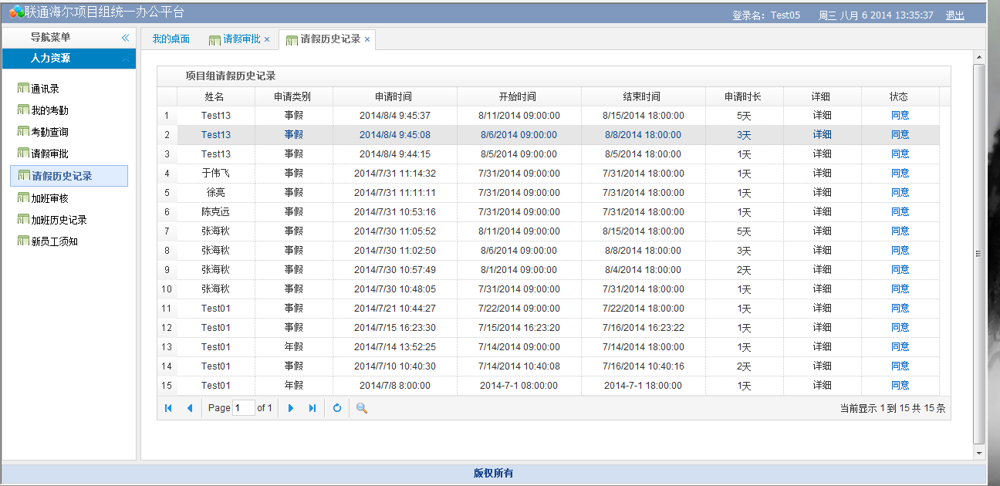 联通海尔项目组统一办公平台 登录名：Test05 周三 八月 6 2014 13:35:37 退出
导航菜单 我的桌面 请假审批 × 请假历史记录 ×
人力资源
通讯录
我的考勤
考勤查询
请假审批
请假历史记录
加班审核
加班历史记录
新员工须知
项目组请假历史记录
姓名 申请类别 申请时间 开始时间 结束时间 申请时长 详细 状态
1 Test13 事假 2014/8/4 9:45:37 8/11/2014 09:00:00 8/15/2014 18:00:00 5天 详细 同意
2 Test13 事假 2014/8/4 9:45:08 8/6/2014 09:00:00 8/8/2014 18:00:00 3天 详细 同意
3 Test13 事假 2014/8/4 9:44:15 8/5/2014 09:00:00 8/5/2014 18:00:00 1天 详细 同意
4 于伟飞 事假 2014/7/31 11:14:32 7/31/2014 09:00:00 7/31/2014 18:00:00 1天 详细 同意
5 徐亮 事假 2014/7/31 11:11:11 7/31/2014 09:00:00 7/31/2014 18:00:00 1天 详细 同意
6 陈克远 事假 2014/7/31 10:53:16 7/31/2014 09:00:00 7/31/2014 18:00:00 1天 详细 同意
7 张海秋 事假 2014/7/30 11:05:52 8/11/2014 09:00:00 8/15/2014 18:00:00 5天 详细 同意
8 张海秋 事假 2014/7/30 11:02:50 8/6/2014 09:00:00 8/8/2014 18:00:00 3天 详细 同意
9 张海秋 事假 2014/7/30 10:57:49 8/1/2014 09:00:00 8/4/2014 18:00:00 2天 详细 同意
10 张海秋 事假 2014/7/30 10:48:05 7/31/2014 09:00:00 7/31/2014 18:00:00 1天 详细 同意
11 Test01 事假 2014/7/21 10:44:27 7/22/2014 09:00:00 7/22/2014 18:00:00 1天 详细 同意
12 Test01 事假 2014/7/15 16:23:30 7/15/2014 16:23:20 7/16/2014 16:23:22 1天 详细 同意
13 Test01 年假 2014/7/14 13:52:25 7/14/2014 09:00:00 7/14/2014 18:00:00 1天 详细 同意
14 Test01 事假 2014/7/10 10:40:30 7/14/2014 10:40:08 7/16/2014 10:40:16 2天 详细 同意
15 Test01 年假 2014/7/8 8:00:00 2014-7-1 08:00:00 2014-7-1 18:00:00 1天 详细 同意
Page 1 of 1 当前显示 1 到 15 共 15 条
版权所有